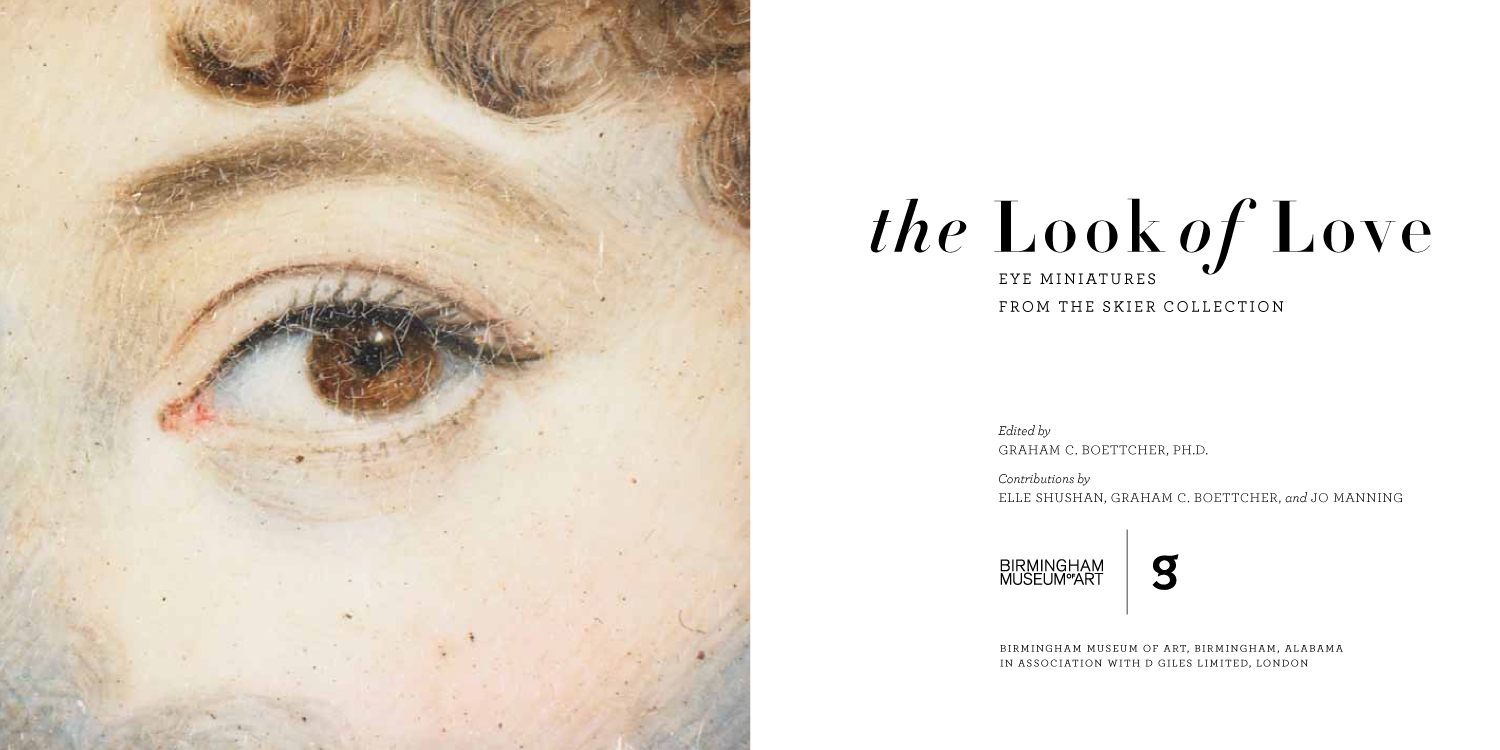 the Look of Love
EYE MINIATURES
FROM THE SKIER COLLECTION
Edited by
GRAHAM C. BOETTCHER, PH.D.
Contributions by
ELLE SHUSHAN, GRAHAM C. BOETTCHER, and JO MANNING
BIRMINGHAM
MUSEUM OF ART
g
BIRMINGHAM MUSEUM OF ART, BIRMINGHAM, ALABAMA
IN ASSOCIATION WITH D GILES LIMITED, LONDON